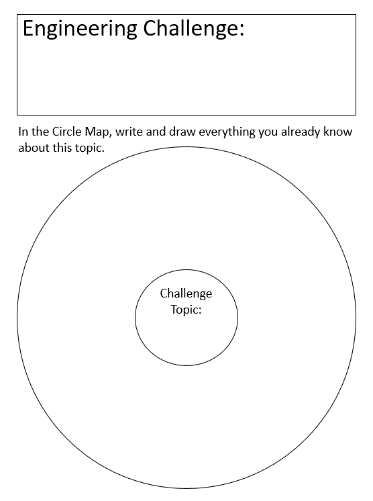 Engineering Challenge:
In the Circle Map, write and draw everything you already know
about this topic.
Challenge
Topic: